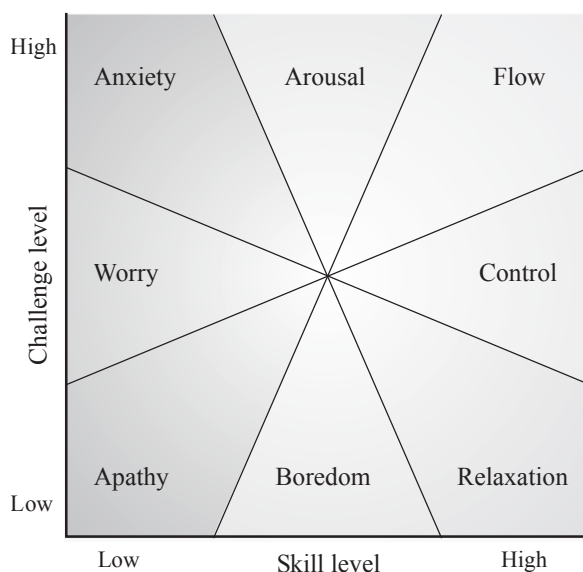 High
Anxiety
Arousal
Flow
Challenge level
Worry
Control
Apathy
Boredom
Relaxation
Low
Low
Skill level
High